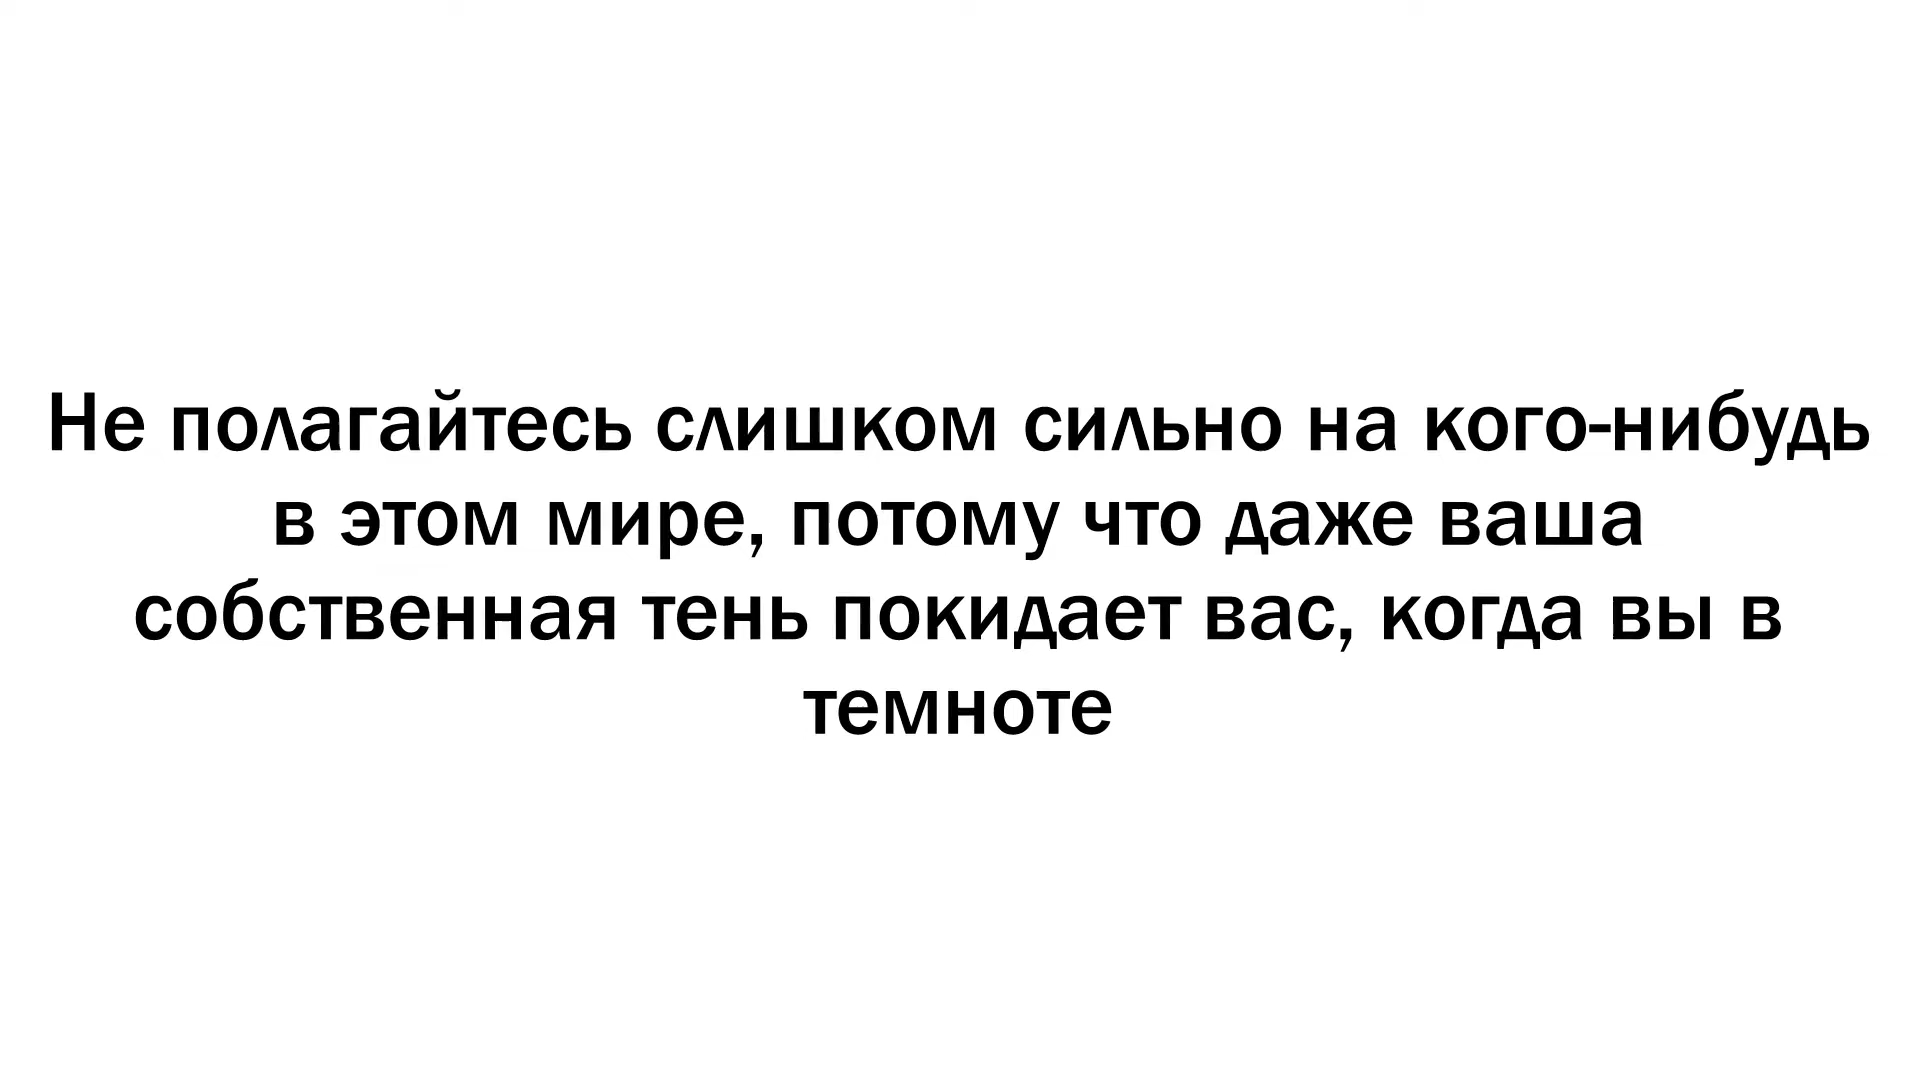 Не полагайтесь слишком сильно на кого-нибудь
в этом мире, потому что даже ваша
собственная тень покидает вас, когда вы в
темноте